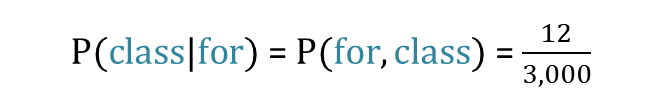 P(class|for) = P(for, class) = 12/3,000